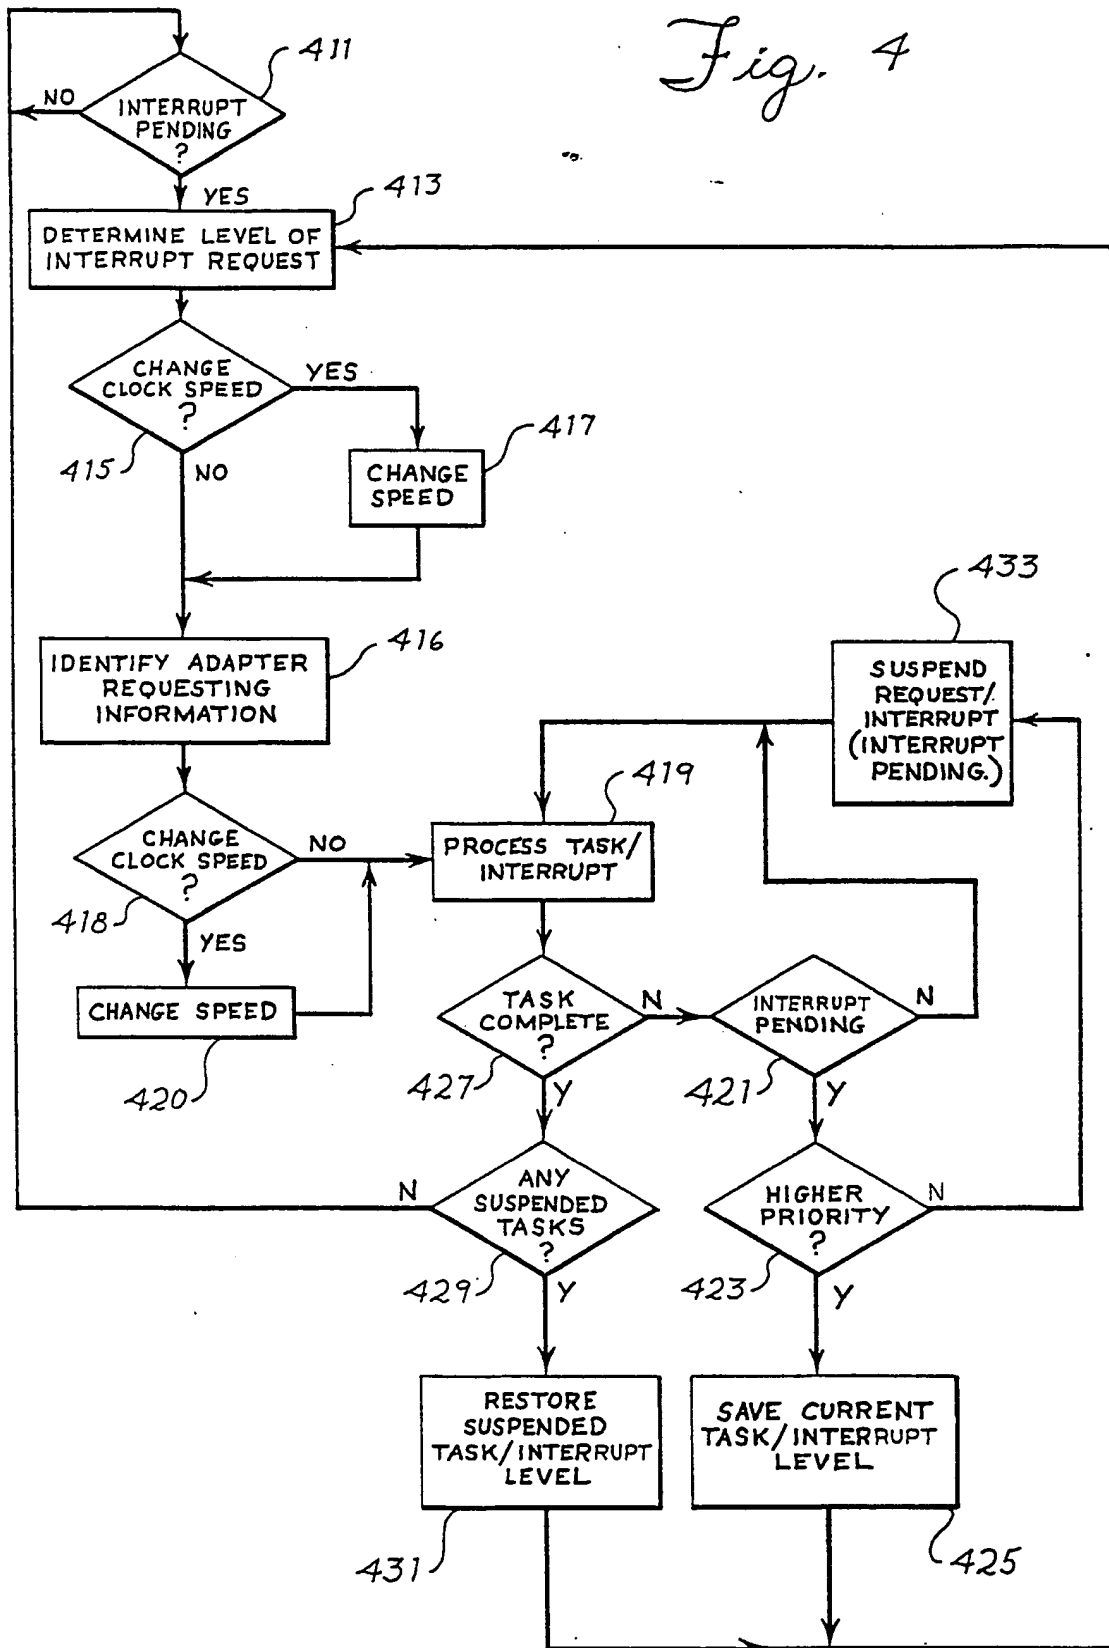 Fig. 4
411
NO
INTERRUPT
PENDING
?
YES
413
DETERMINE LEVEL OF
INTERRUPT REQUEST
CHANGE
CLOCK SPEED
?
YES
415
NO
417
CHANGE
SPEED
416
IDENTIFY ADAPTER
REQUESTING
INFORMATION
433
SUSPEND
REQUEST/
INTERRUPT
(INTERRUPT
PENDING.)
CHANGE
CLOCK SPEED
?
NO
418
YES
CHANGE SPEED
420
419
PROCESS TASK/
INTERRUPT
TASK
COMPLETE
?
N
427
Y
INTERRUPT
PENDING
N
421
Y
ANY
SUSPENDED
TASKS
?
N
429
Y
HIGHER
PRIORITY
?
N
423
Y
RESTORE
SUSPENDED
TASK/INTERRUPT
LEVEL
431
SAVE CURRENT
TASK/INTERRUPT
LEVEL
425